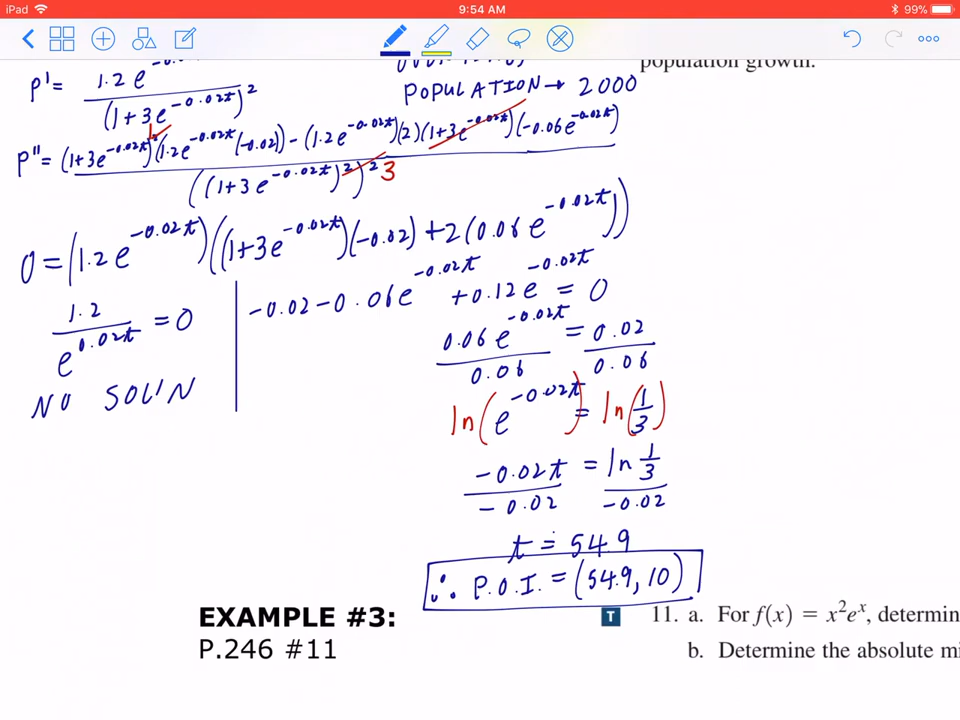 iPad 9:54 AM 99%
population growth.
P' = 1.2e^-0.02t / (1+3e^-0.02t)^2
POPULATION → 2000
P'' = (1+3e^-0.02t)^2 1 (1.2e^-0.02t (-0.02)) - (1.2e^-0.02t)(2)(1+3e^-0.02t)(-0.06e^-0.02t) / ((1+3e^-0.02t)^2)^2 3
0 = (1.2e^-0.02t)((1+3e^-0.02t)(-0.02) + 2(0.06e^-0.02t))
1.2 / e^0.02t = 0
NO SOL'N
-0.02 - 0.06e^-0.02t + 0.12e^-0.02t = 0
0.06e^-0.02t / 0.06 = 0.02 / 0.06
ln(e^-0.02t) = ln(1/3)
-0.02t / -0.02 = ln 1/3 / -0.02
t ≐ 54.9
∴ P.O.I. = (54.9, 10)
EXAMPLE #3:
P.246 #11
T 11. a. For f(x) = x²eˣ, determin
b. Determine the absolute mi